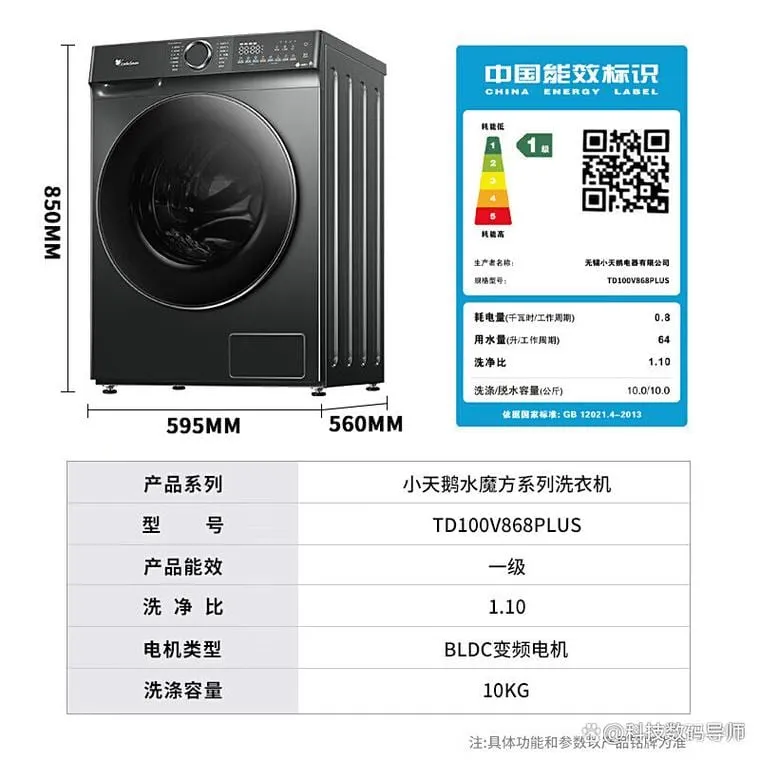 LittleSwan
850MM
595MM
560MM
中国能效标识
CHINA ENERGY LABEL
耗能低
1
2
3
4
5
1级
耗能高
生产者名称:
无锡小天鹅电器有限公司
规格型号:
TD100V868PLUS
耗电量(千瓦时/工作周期) 0.8
用水量(升/工作周期) 64
洗净比 1.10
洗涤/脱水容量(公斤) 10.0/10.0
依据国家标准: GB 12021.4-2013
产品系列 小天鹅水魔方系列洗衣机
型 号 TD100V868PLUS
产品能效 一级
洗净比 1.10
电机类型 BLDC变频电机
洗涤容量 10KG
注:具体功能和参数以产品铭牌为准
@科技数码导师